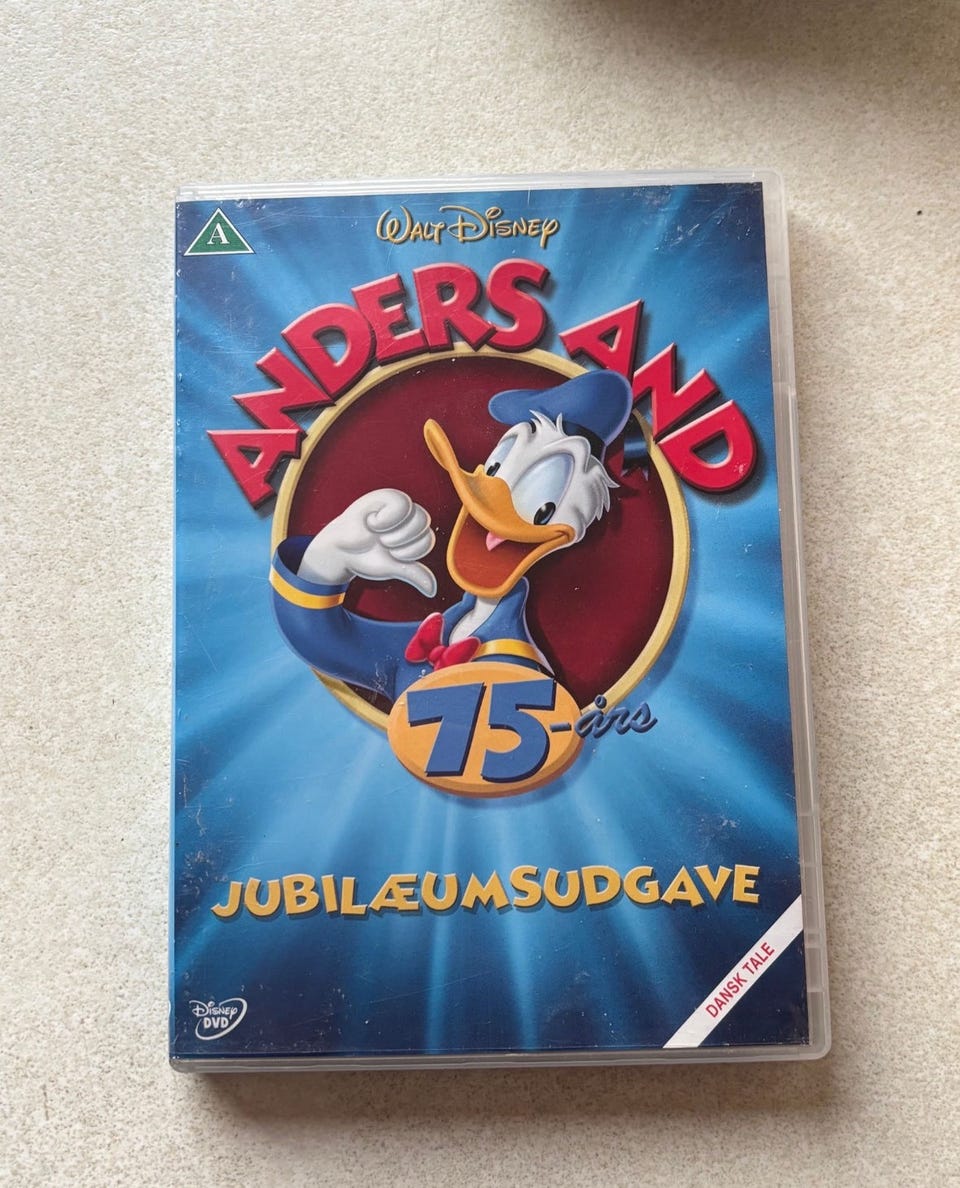 A
WALT DISNEY
ANDERS AND
75-års
JUBILÆUMSUDGAVE
DANSK TALE
DISNEY
DVD